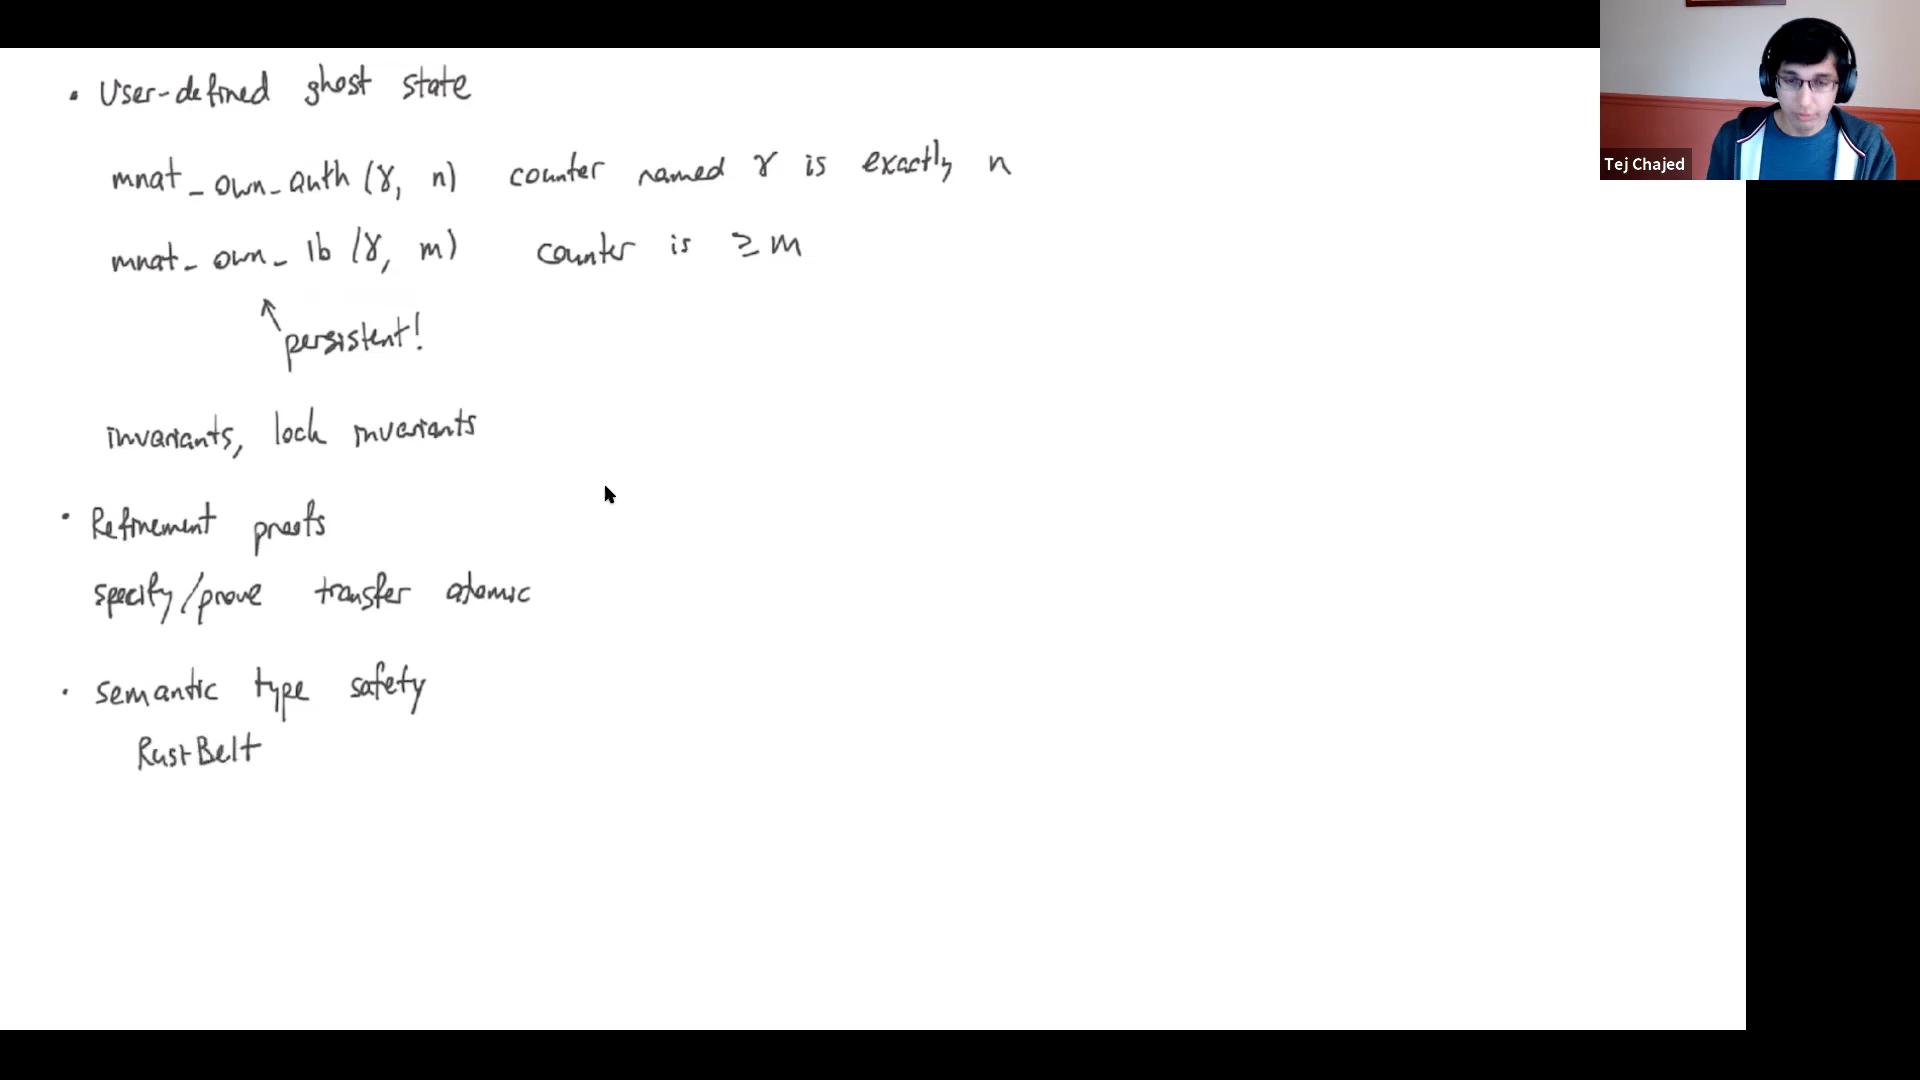 • User-defined ghost state
mnat_own_auth (γ, n) counter named γ is exactly n
mnat_own_lb (γ, m) counter is ≥ m
↖ persistent!
invariants, lock invariants
• Refinement proofs
specify/prove transfer atomic
• semantic type safety
RustBelt
Tej Chajed